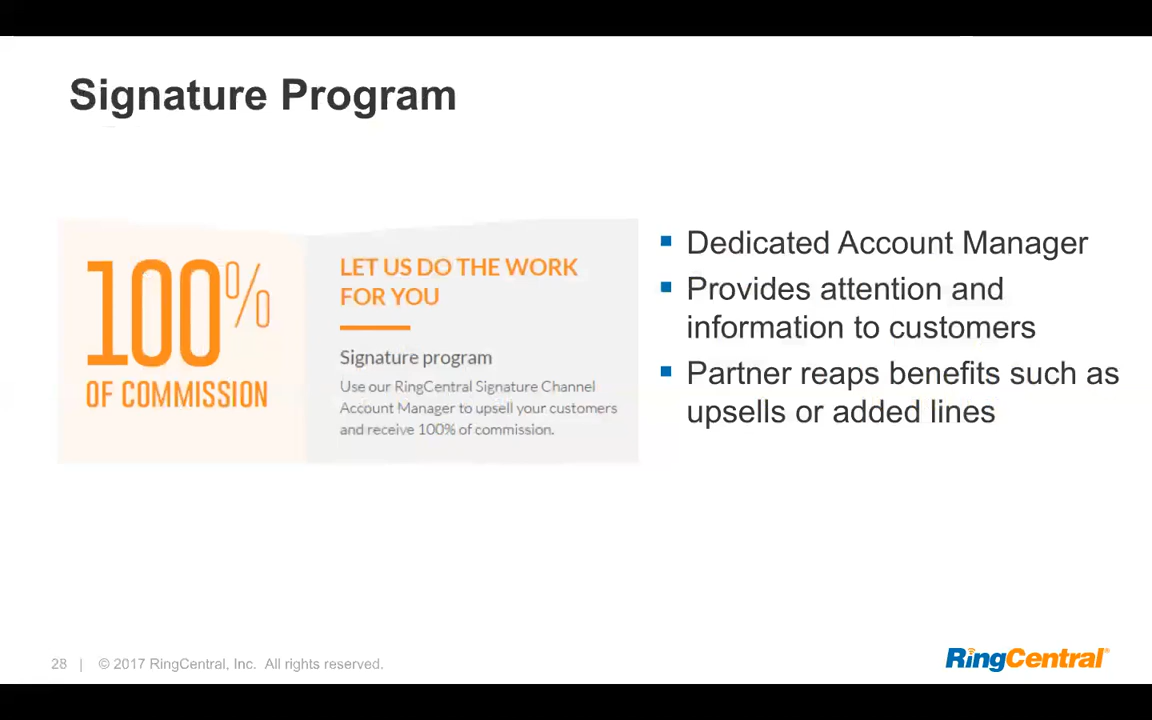 Signature Program
100%
OF COMMISSION
LET US DO THE WORK
FOR YOU
Signature program
Use our RingCentral Signature Channel
Account Manager to upsell your customers
and receive 100% of commission.
▪ Dedicated Account Manager
▪ Provides attention and
information to customers
▪ Partner reaps benefits such as
upsells or added lines
28 | © 2017 RingCentral, Inc. All rights reserved.
RingCentral®